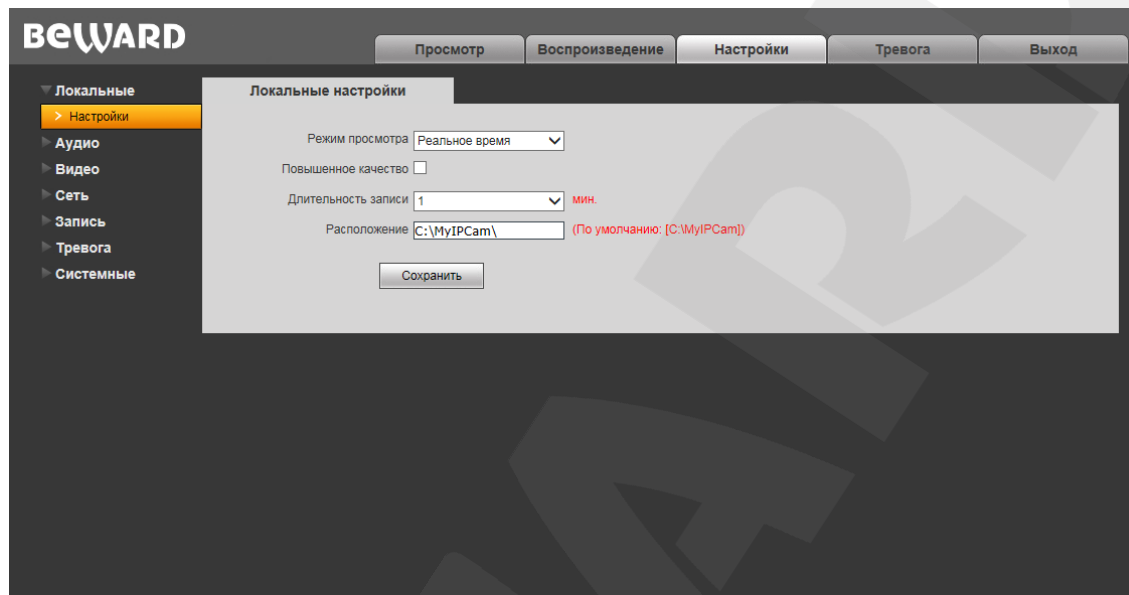 BEWARD
Просмотр Воспроизведение Настройки Тревога Выход
Локальные
> Настройки
Аудио
Видео
Сеть
Запись
Тревога
Системные
Локальные настройки
Режим просмотра Реальное время
Повышенное качество
Длительность записи 1 мин.
Расположение C:\MyIPCam\ (По умолчанию: [C:\MyIPCam])
Сохранить